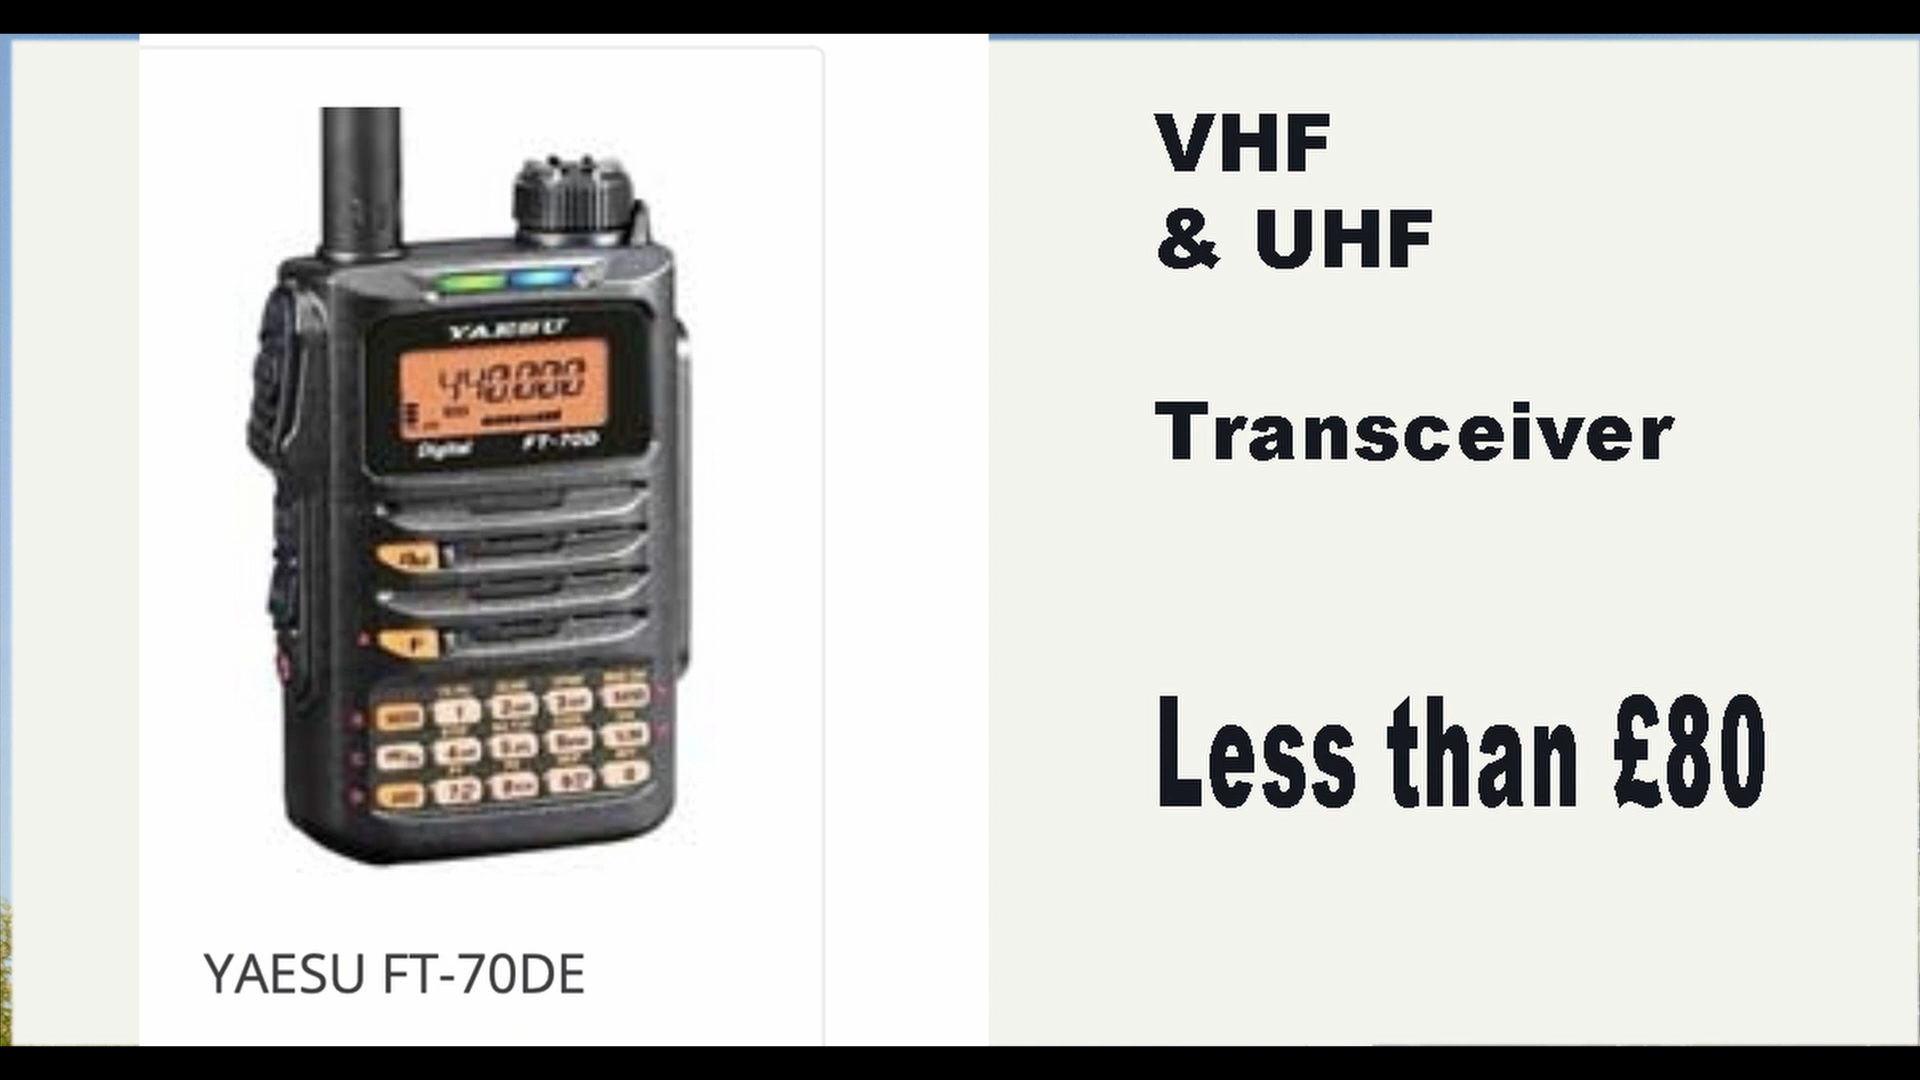 VHF
& UHF
Transceiver
Less than £80
YAESU
440.000
Digital FT-70D
F
YAESU FT-70DE